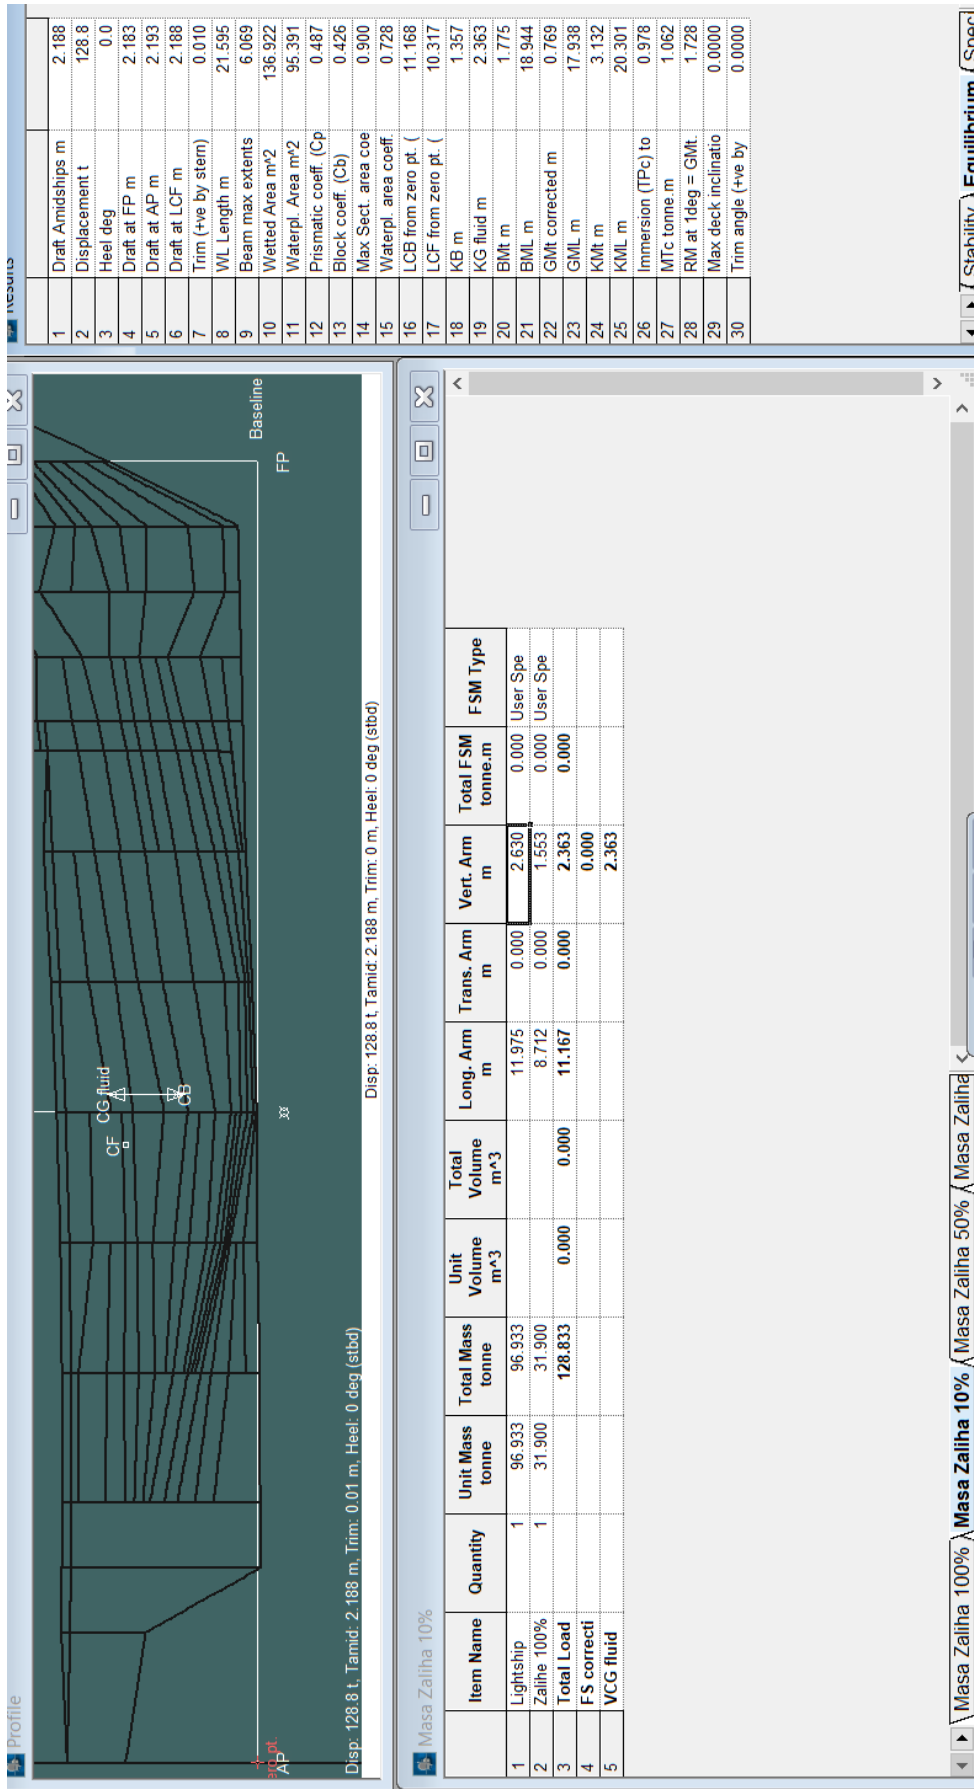 Profile
CG fluid
CF
CB
Baseline
AP
FP
Disp: 128.8 t, Tamid: 2.188 m, Trim: 0.01 m, Heel: 0 deg (stbd)
Disp: 128.8 t, Tamid: 2.188 m, Trim: 0 m, Heel: 0 deg (stbd)
Masa Zaliha 10%
Item Name Quantity Unit Mass tonne Total Mass tonne Unit Volume m^3 Total Volume m^3 Long. Arm m Trans. Arm m Vert. Arm m Total FSM tonne.m FSM Type
1 Lightship 1 96.933 96.933 11.975 0.000 2.630 0.000 User Spe
2 Zalihe 100% 1 31.900 31.900 8.712 0.000 1.553 0.000 User Spe
3 Total Load 128.833 0.000 0.000 11.167 0.000 2.363 0.000
4 FS correcti 0.000
5 VCG fluid 2.363
Masa Zaliha 100% Masa Zaliha 10% Masa Zaliha 50% Masa Zaliha
Results
1 Draft Amidships m 2.188
2 Displacement t 128.8
3 Heel deg 0.0
4 Draft at FP m 2.183
5 Draft at AP m 2.193
6 Draft at LCF m 2.188
7 Trim (+ve by stern) 0.010
8 WL Length m 21.595
9 Beam max extents 6.069
10 Wetted Area m^2 136.922
11 Waterpl. Area m^2 95.391
12 Prismatic coeff. (Cp 0.487
13 Block coeff. (Cb) 0.426
14 Max Sect. area coe 0.900
15 Waterpl. area coeff. 0.728
16 LCB from zero pt. ( 11.168
17 LCF from zero pt. ( 10.317
18 KB m 1.357
19 KG fluid m 2.363
20 BMt m 1.775
21 BML m 18.944
22 GMt corrected m 0.769
23 GML m 17.938
24 KMt m 3.132
25 KML m 20.301
26 Immersion (TPc) to 0.978
27 MTc tonne.m 1.062
28 RM at 1deg = GMt. 1.728
29 Max deck inclinatio 0.0000
30 Trim angle (+ve by 0.0000
Stability Equilibrium Speci